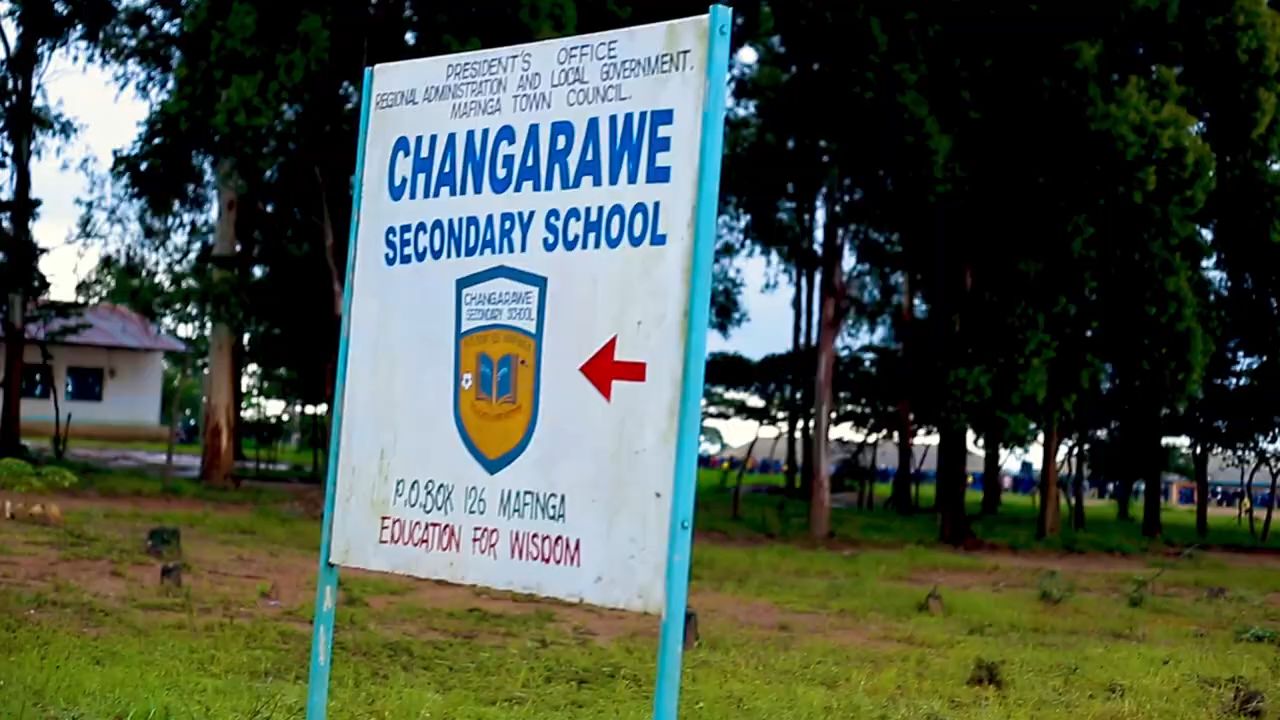 PRESIDENT'S OFFICE
REGIONAL ADMINISTRATION AND LOCAL GOVERNMENT.
MAFINGA TOWN COUNCIL.
CHANGARAWE
SECONDARY SCHOOL
CHANGARAWE
SECONDARY SCHOOL
P.O.BOX 126 MAFINGA
EDUCATION FOR WISDOM